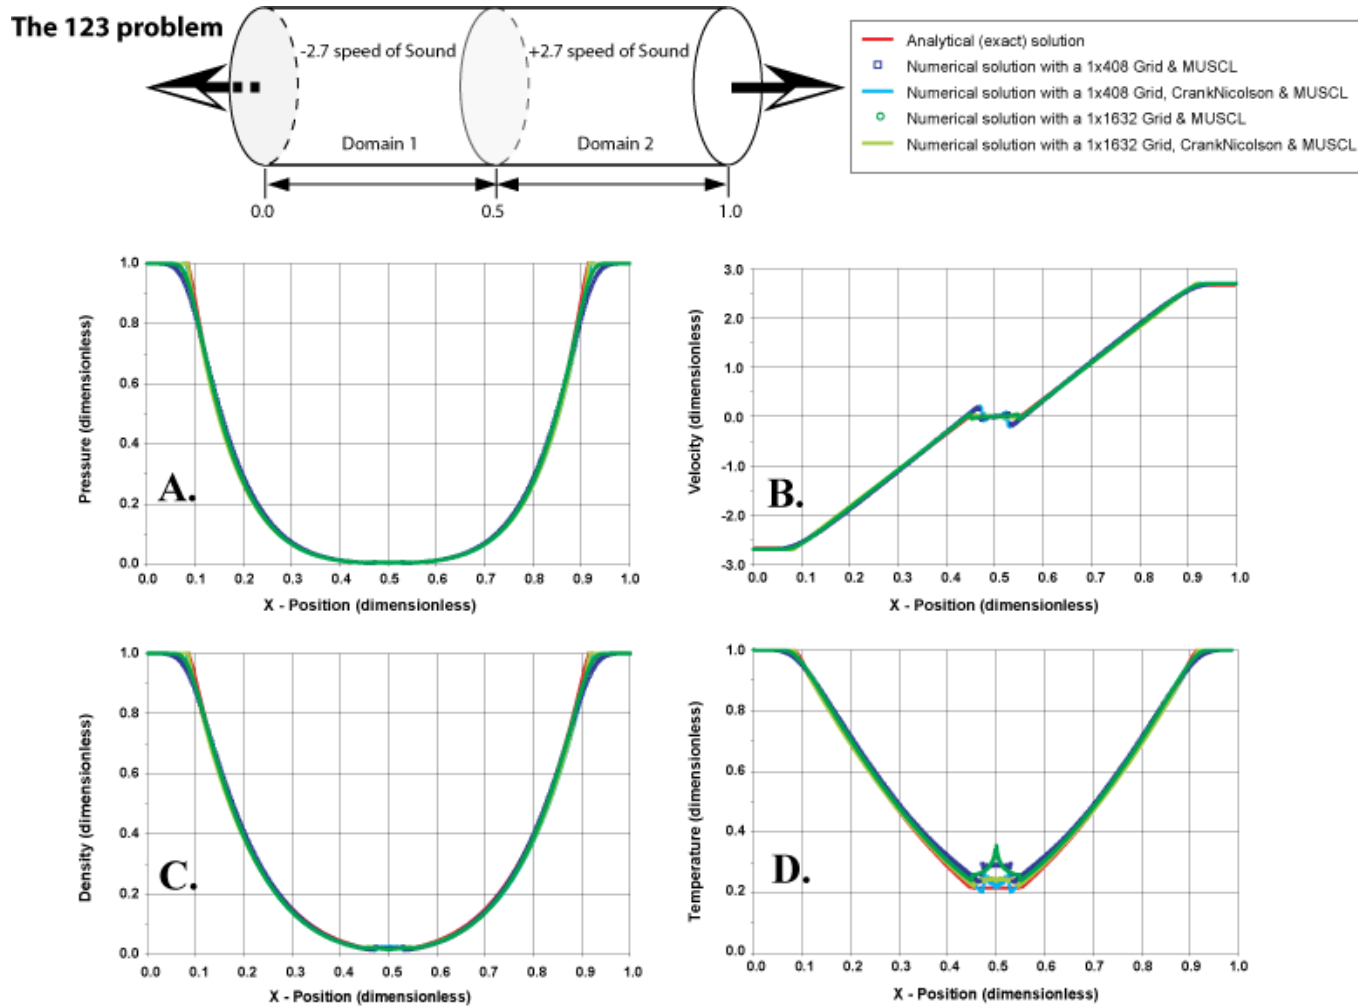 The 123 problem
-2.7 speed of Sound
+2.7 speed of Sound
Domain 1
Domain 2
0.0
0.5
1.0
Analytical (exact) solution
Numerical solution with a 1x408 Grid & MUSCL
Numerical solution with a 1x408 Grid, CrankNicolson & MUSCL
Numerical solution with a 1x1632 Grid & MUSCL
Numerical solution with a 1x1632 Grid, CrankNicolson & MUSCL
Pressure (dimensionless)
1.0
0.8
0.6
0.4
0.2
0.0
A.
0.0 0.1 0.2 0.3 0.4 0.5 0.6 0.7 0.8 0.9 1.0
X - Position (dimensionless)
Velocity (dimensionless)
3.0
2.0
1.0
0.0
-1.0
-2.0
-3.0
B.
0.0 0.1 0.2 0.3 0.4 0.5 0.6 0.7 0.8 0.9 1.0
X - Position (dimensionless)
Density (dimensionless)
1.0
0.8
0.6
0.4
0.2
0.0
C.
0.0 0.1 0.2 0.3 0.4 0.5 0.6 0.7 0.8 0.9 1.0
X - Position (dimensionless)
Temperature (dimensionless)
1.0
0.8
0.6
0.4
0.2
0.0
D.
0.0 0.1 0.2 0.3 0.4 0.5 0.6 0.7 0.8 0.9 1.0
X - Position (dimensionless)